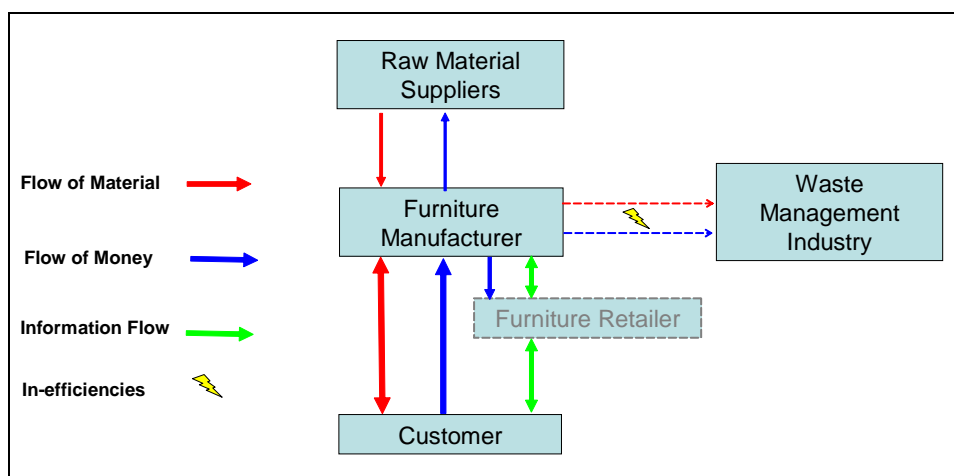 Raw Material
Suppliers
Flow of Material
Furniture
Manufacturer
Waste
Management
Industry
Flow of Money
Information Flow
Furniture Retailer
In-efficiencies
Customer